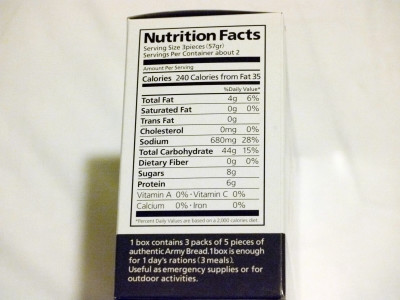 Nutrition Facts
Serving Size 3pieces(57gr)
Servings Per Container about 2
Amount Per Serving
Calories 240 Calories from Fat 35
%Daily Value*
Total Fat 4g 6%
Saturated Fat 0g 0%
Trans Fat 0g
Cholesterol 0mg 0%
Sodium 680mg 28%
Total Carbohydrate 44g 15%
Dietary Fiber 0g 0%
Sugars 8g
Protein 6g
Vitamin A 0% · Vitamin C 0%
Calcium 0% · Iron 0%
*Percent Daily Values are based on a 2,000 calories diet.
1 box contains 3 packs of 5 pieces of
authentic Army Bread.1box is enough
for 1 day's rations (3 meals).
Useful as emergency supplies or for
outdoor activities.